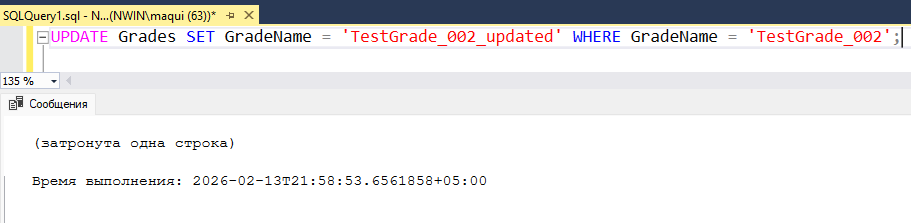 SQLQuery1.sql - N...(NWIN\maqui (63))*
UPDATE Grades SET GradeName = 'TestGrade_002_updated' WHERE GradeName = 'TestGrade_002';
135 %
Сообщения
(затронута одна строка)
Время выполнения: 2026-02-13T21:58:53.6561858+05:00